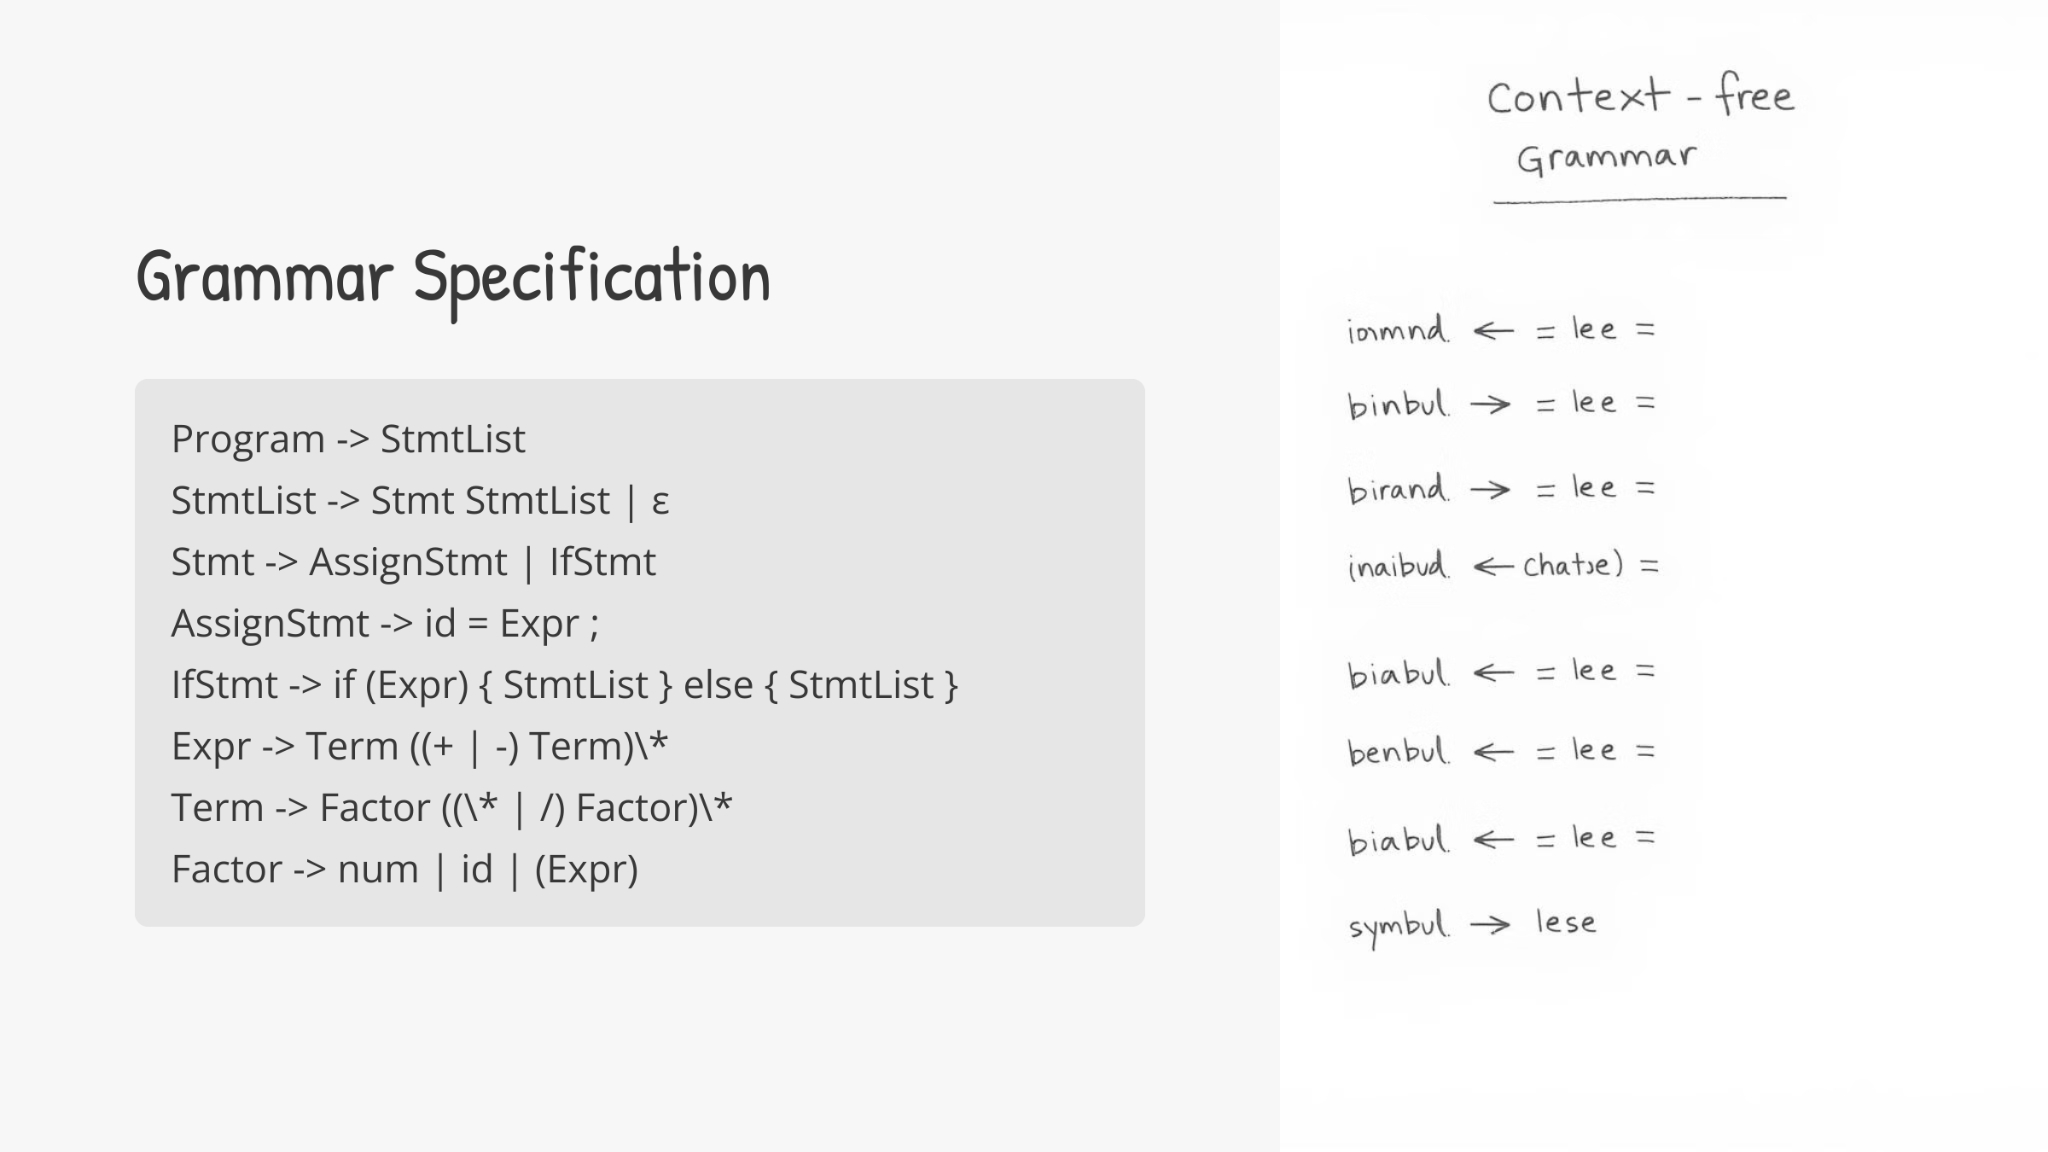 Grammar Specification
Program -> StmtList
StmtList -> Stmt StmtList | ε
Stmt -> AssignStmt | IfStmt
AssignStmt -> id = Expr ;
IfStmt -> if (Expr) { StmtList } else { StmtList }
Expr -> Term ((+ | -) Term)\*
Term -> Factor ((\* | /) Factor)\*
Factor -> num | id | (Expr)
Context - free
Grammar
← = lee =
binbul. → = lee =
birand. → = lee =
inaibud. ← =
biabul. ← = lee =
benbul. ← = lee =
biabul. ← = lee =
symbul. → lese